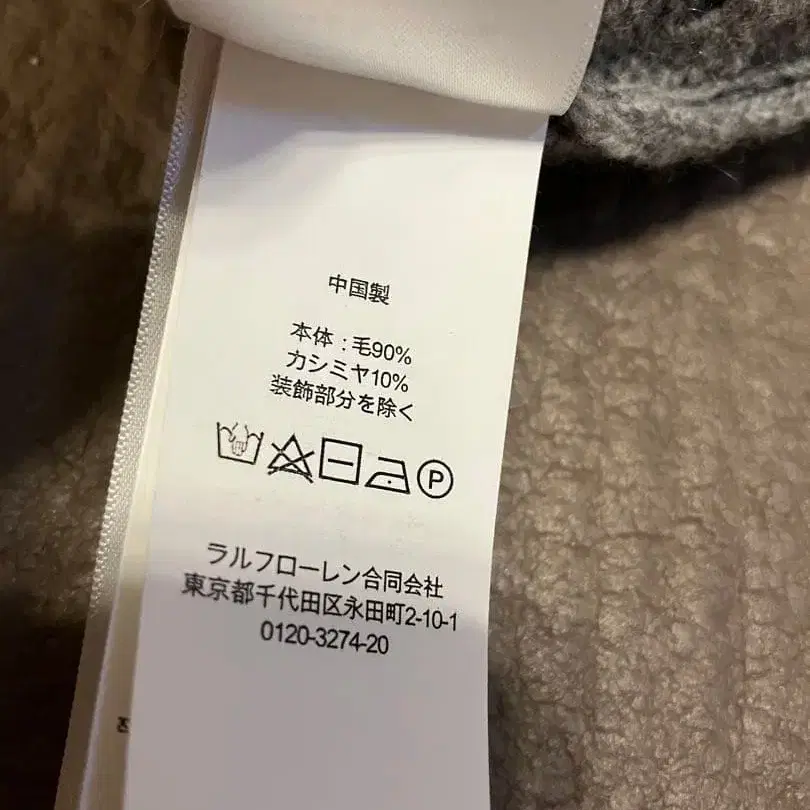 中国製
本体：毛90%
カシミヤ10%
装飾部分を除く
P
ラルフローレン合同会社
東京都千代田区永田町2-10-1
0120-3274-20